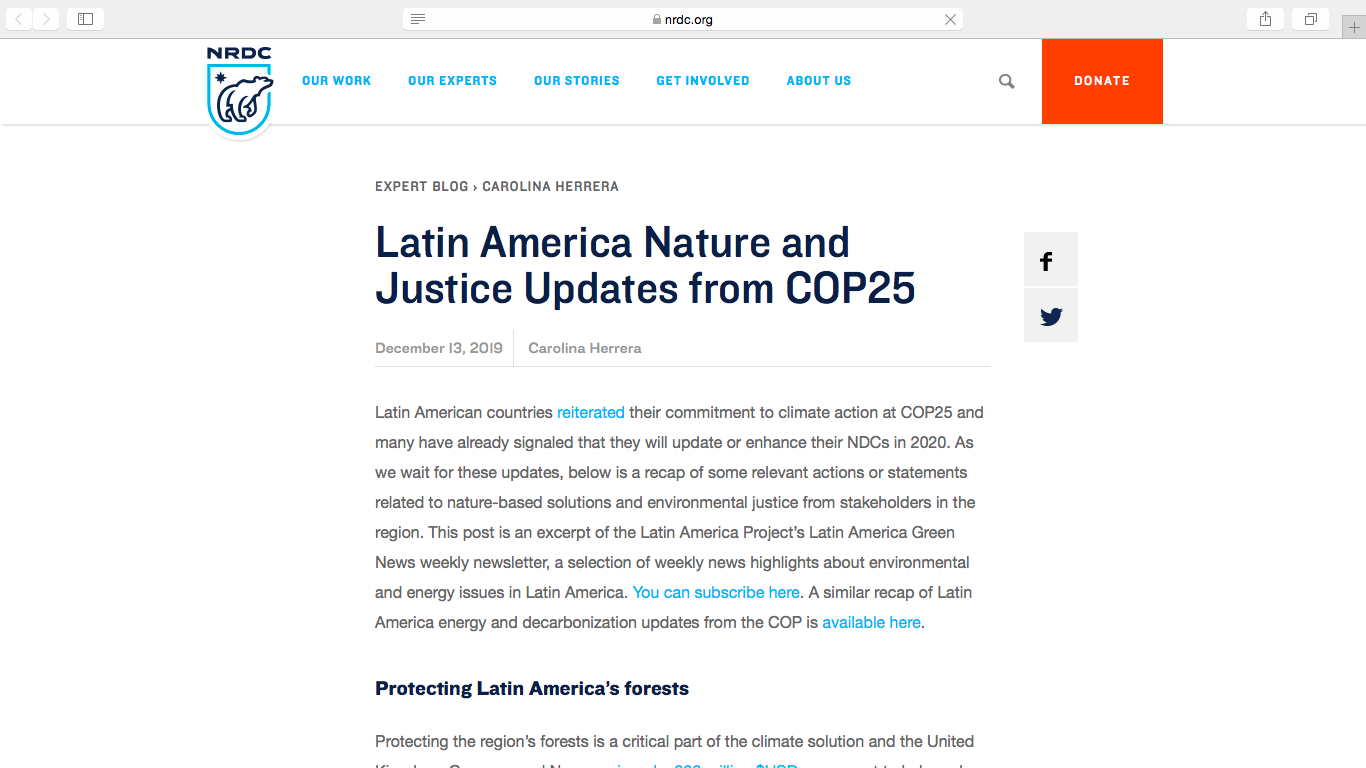 nrdc.org
NRDC
OUR WORK
OUR EXPERTS
OUR STORIES
GET INVOLVED
ABOUT US
DONATE
EXPERT BLOG › CAROLINA HERRERA
Latin America Nature and
Justice Updates from COP25
December 13, 2019
Carolina Herrera
Latin American countries reiterated their commitment to climate action at COP25 and
many have already signaled that they will update or enhance their NDCs in 2020. As
we wait for these updates, below is a recap of some relevant actions or statements
related to nature-based solutions and environmental justice from stakeholders in the
region. This post is an excerpt of the Latin America Project’s Latin America Green
News weekly newsletter, a selection of weekly news highlights about environmental
and energy issues in Latin America. You can subscribe here. A similar recap of Latin
America energy and decarbonization updates from the COP is available here.
Protecting Latin America’s forests
Protecting the region’s forests is a critical part of the climate solution and the United